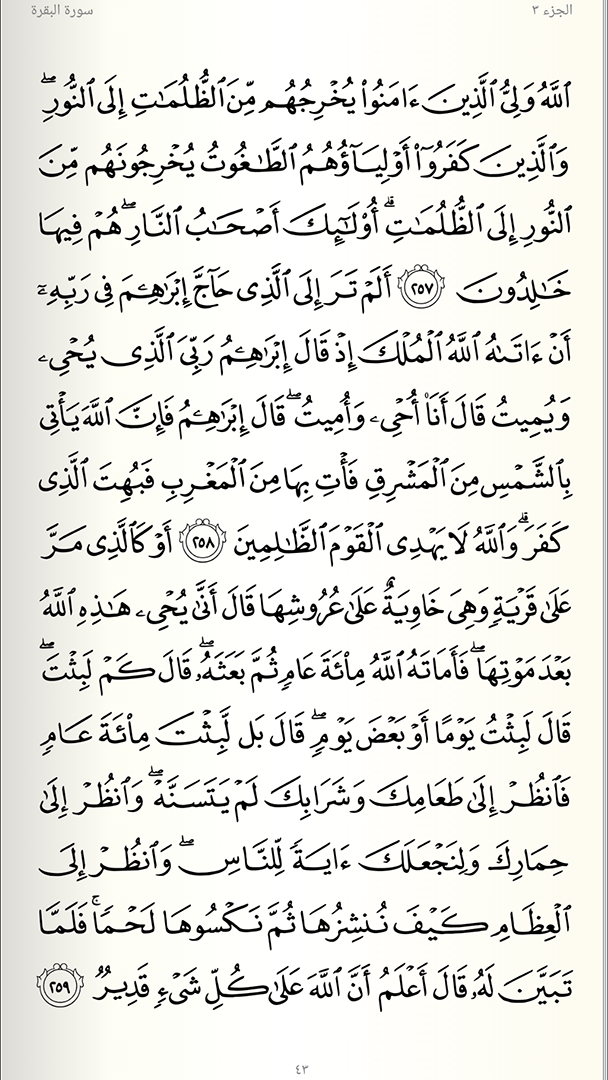 الجزء ٣
سورة البقرة
ٱللَّهُ وَلِىُّ ٱلَّذِينَ ءَامَنُوا۟ يُخْرِجُهُم مِّنَ ٱلظُّلُمَـٰتِ إِلَى ٱلنُّورِ ۖ
وَٱلَّذِينَ كَفَرُوٓا۟ أَوْلِيَآؤُهُمُ ٱلطَّـٰغُوتُ يُخْرِجُونَهُم مِّنَ
ٱلنُّورِ إِلَى ٱلظُّلُمَـٰتِ ۗ أُو۟لَـٰٓئِكَ أَصْحَـٰبُ ٱلنَّارِ ۖ هُمْ فِيهَا
خَـٰلِدُونَ ٢٥٧ أَلَمْ تَرَ إِلَى ٱلَّذِى حَآجَّ إِبْرَٰهِـۧمَ فِى رَبِّهِۦٓ
أَنْ ءَاتَىٰهُ ٱللَّهُ ٱلْمُلْكَ إِذْ قَالَ إِبْرَٰهِـۧمُ رَبِّىَ ٱلَّذِى يُحْىِۦ
وَيُمِيتُ قَالَ أَنَا۠ أُحْىِۦ وَأُمِيتُ ۖ قَالَ إِبْرَٰهِـۧمُ فَإِنَّ ٱللَّهَ يَأْتِى
بِٱلشَّمْسِ مِنَ ٱلْمَشْرِقِ فَأْتِ بِهَا مِنَ ٱلْمَغْرِبِ فَبُهِتَ ٱلَّذِى
كَفَرَ ۗ وَٱللَّهُ لَا يَهْدِى ٱلْقَوْمَ ٱلظَّـٰلِمِينَ ٢٥٨ أَوْ كَٱلَّذِى مَرَّ
عَلَىٰ قَرْيَةٍ وَهِىَ خَاوِيَةٌ عَلَىٰ عُرُوشِهَا قَالَ أَنَّىٰ يُحْىِۦ هَـٰذِهِ ٱللَّهُ
بَعْدَ مَوْتِهَا ۖ فَأَمَاتَهُ ٱللَّهُ مِا۟ئَةَ عَامٍ ثُمَّ بَعَثَهُۥ ۖ قَالَ كَمْ لَبِثْتَ ۖ
قَالَ لَبِثْتُ يَوْمًا أَوْ بَعْضَ يَوْمٍ ۖ قَالَ بَل لَّبِثْتَ مِا۟ئَةَ عَامٍ
فَٱنظُرْ إِلَىٰ طَعَامِكَ وَشَرَابِكَ لَمْ يَتَسَنَّهْ ۖ وَٱنظُرْ إِلَىٰ
حِمَارِكَ وَلِنَجْعَلَكَ ءَايَةً لِّلنَّاسِ ۖ وَٱنظُرْ إِلَى
ٱلْعِظَامِ كَيْفَ نُنشِزُهَا ثُمَّ نَكْسُوهَا لَحْمًا ۚ فَلَمَّا
تَبَيَّنَ لَهُۥ قَالَ أَعْلَمُ أَنَّ ٱللَّهَ عَلَىٰ كُلِّ شَىْءٍ قَدِيرٌ ٢٥٩
٤٣